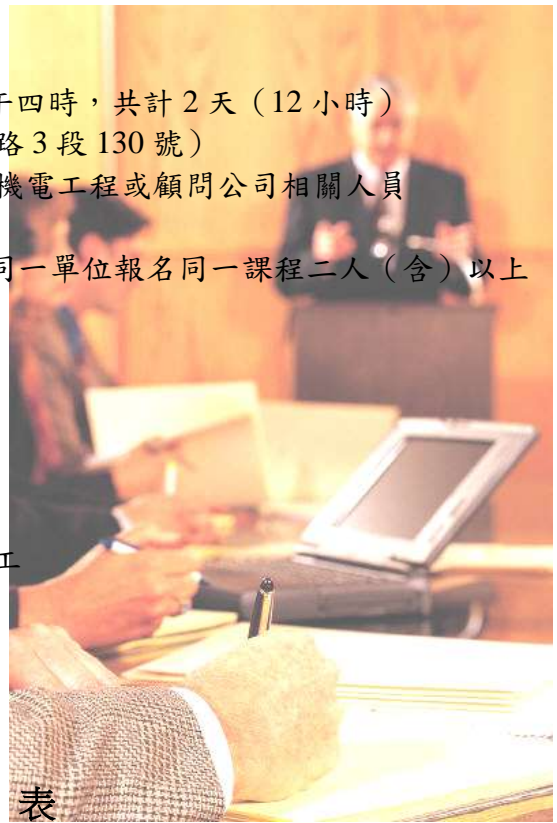 午四時，共計 2 天（12 小時）
路 3 段 130 號）
機電工程或顧問公司相關人員
同一單位報名同一課程二人（含）以上
工
表